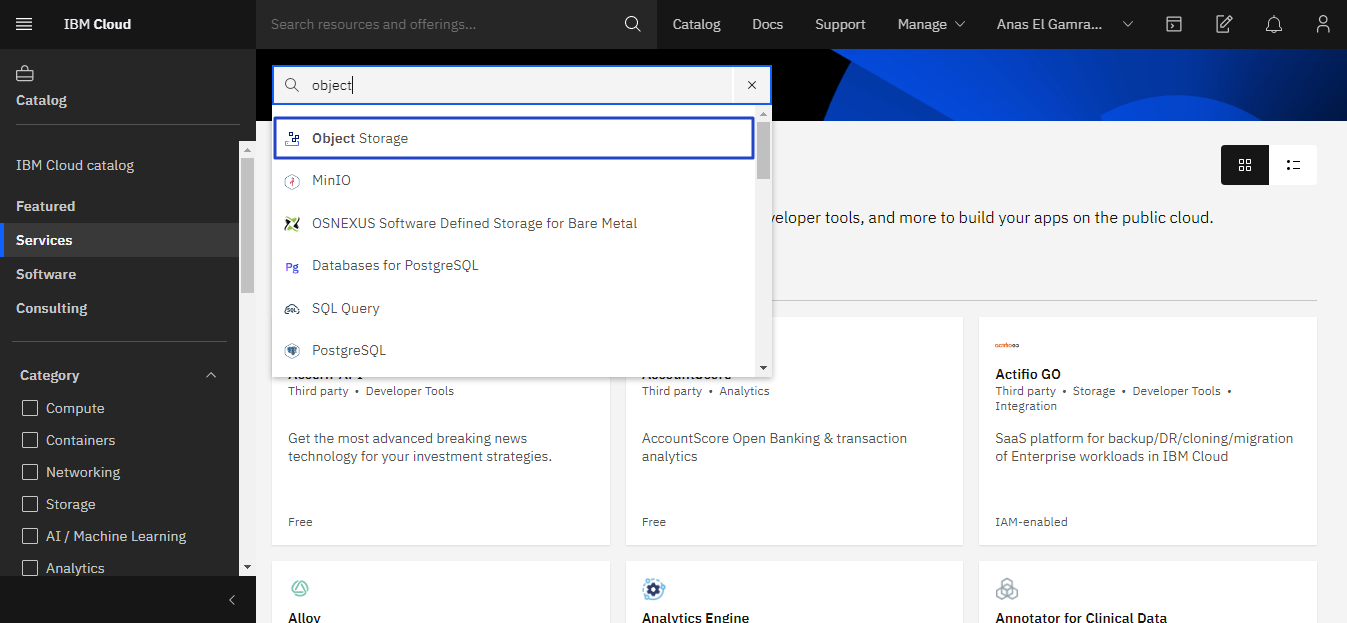 IBM Cloud
Search resources and offerings...
Catalog
Docs
Support
Manage
Anas El Gamra...
Catalog
IBM Cloud catalog
Featured
Services
Software
Consulting
Category
Compute
Containers
Networking
Storage
AI / Machine Learning
Analytics
object
Object Storage
MinIO
OSNEXUS Software Defined Storage for Bare Metal
Pg Databases for PostgreSQL
SQL SQL Query
PostgreSQL
veloper tools, and more to build your apps on the public cloud.
Third party • Developer Tools
Get the most advanced breaking news
technology for your investment strategies.
Free
AccountScore
Third party • Analytics
AccountScore Open Banking & transaction
analytics
Free
actifio GO
Actifio GO
Third party • Storage • Developer Tools •
Integration
SaaS platform for backup/DR/cloning/migration
of Enterprise workloads in IBM Cloud
IAM-enabled
Alloy
Analytics Engine
Annotator for Clinical Data